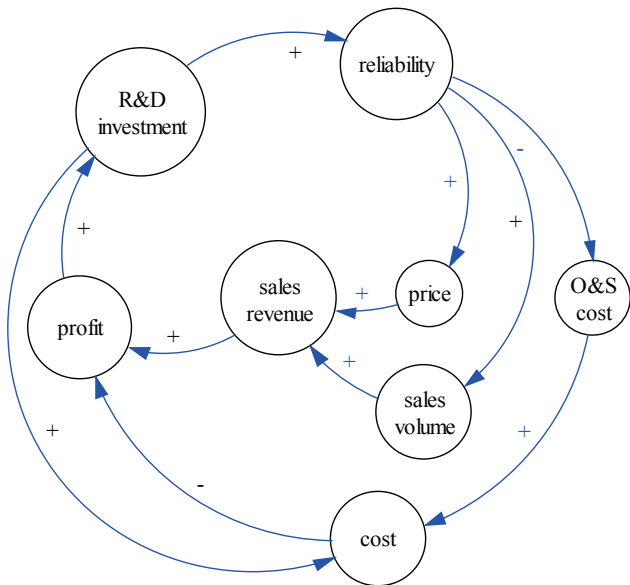 +
reliability
R&D
investment
-
+
+
+
sales
revenue
+
price
O&S
cost
profit
+
+
sales
volume
+
+
-
cost